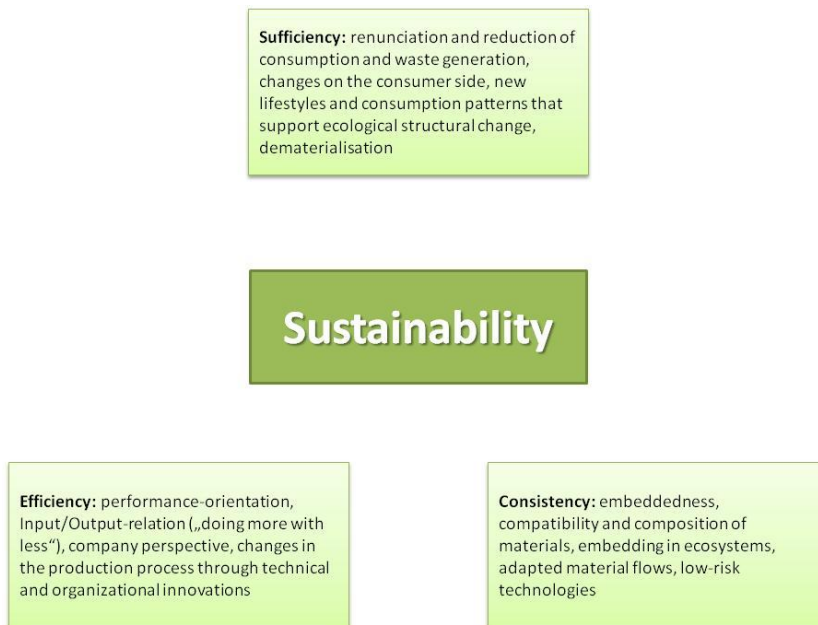 Sufficiency: renunciation and reduction of
consumption and waste generation,
changes on the consumer side, new
lifestyles and consumption patterns that
support ecological structural change,
dematerialisation
Sustainability
Efficiency: performance-orientation,
Input/Output-relation („doing more with
less“), company perspective, changes in
the production process through technical
and organizational innovations
Consistency: embeddedness,
compatibility and composition of
materials, embedding in ecosystems,
adapted material flows, low-risk
technologies